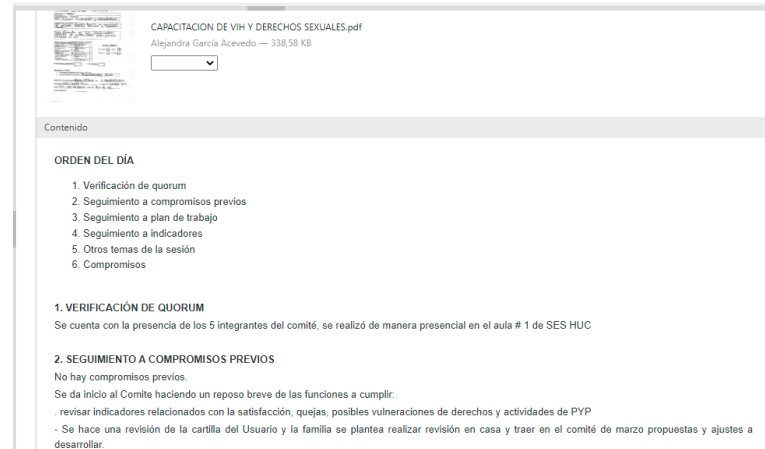 CAPACITACION DE VIH Y DERECHOS SEXUALES.pdf
Alejandra García Acevedo — 338,58 KB
Contenido
ORDEN DEL DÍA
1. Verificación de quorum
2. Seguimiento a compromisos previos
3. Seguimiento a plan de trabajo
4. Seguimiento a indicadores
5. Otros temas de la sesión
6. Compromisos
1. VERIFICACIÓN DE QUORUM
Se cuenta con la presencia de los 5 integrantes del comité, se realizó de manera presencial en el aula # 1 de SES HUC
2. SEGUIMIENTO A COMPROMISOS PREVIOS
No hay compromisos previos.
Se da inicio al Comite haciendo un reposo breve de las funciones a cumplir:
. revisar indicadores relacionados con la satisfacción, quejas, posibles vulneraciones de derechos y actividades de PYP
- Se hace una revisión de la cartilla del Usuario y la familia se plantea realizar revisión en casa y traer en el comité de marzo propuestas y ajustes a
desarrollar.